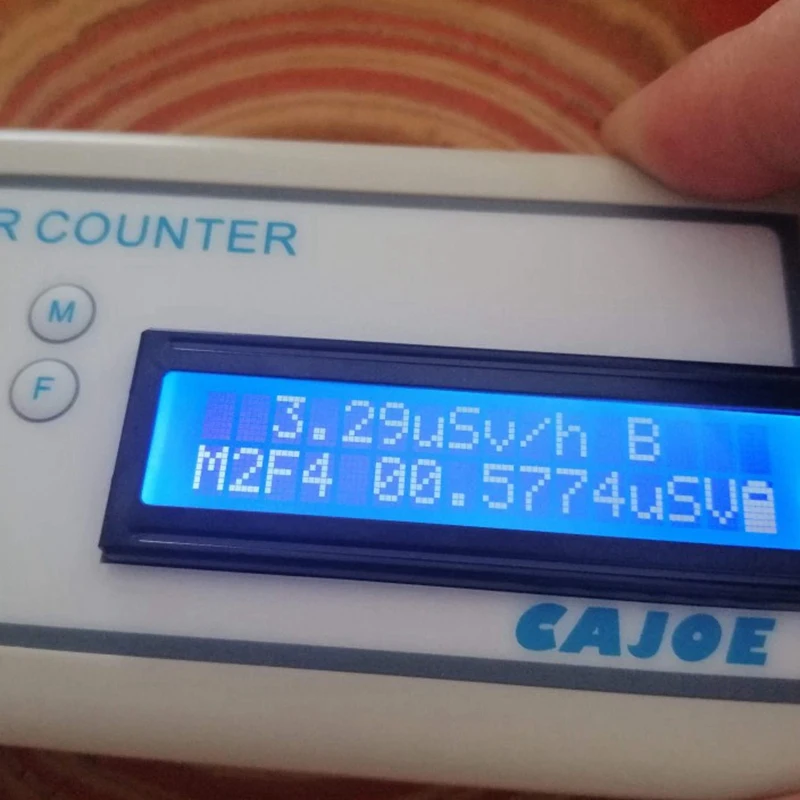 R COUNTER
M
F
3.29uSv/h B
M2F4 00.5774uSV
CAJOE